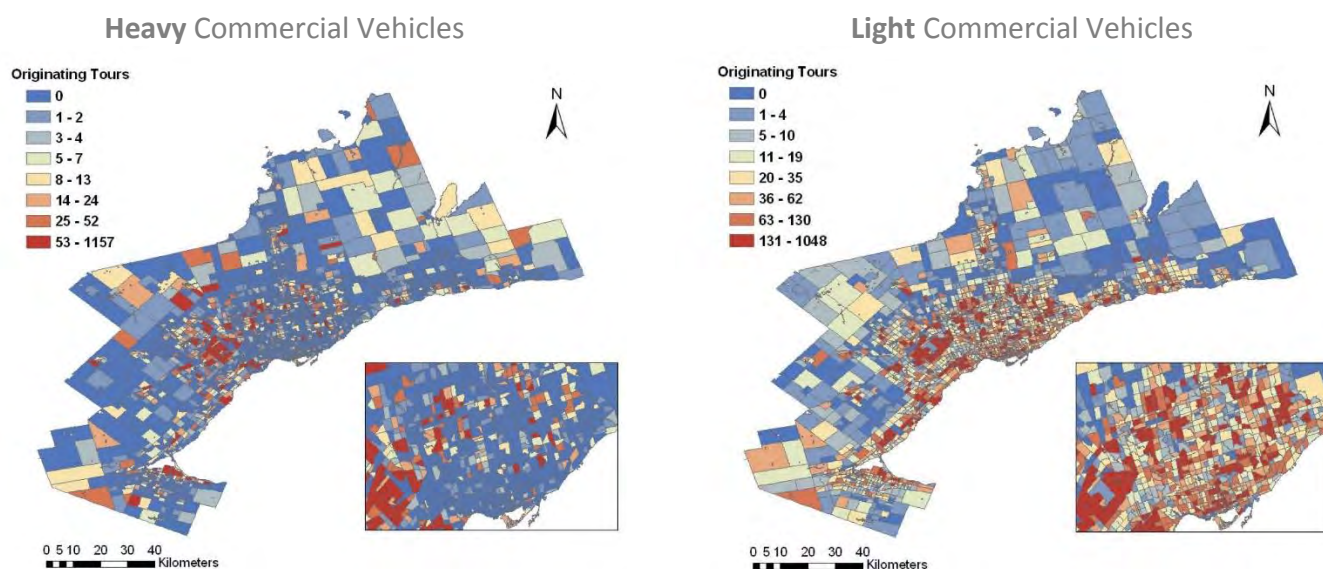 Heavy Commercial Vehicles
Originating Tours
0
1 - 2
3 - 4
5 - 7
8 - 13
14 - 24
25 - 52
53 - 1157
N
0 5 10 20 30 40
Kilometers
Light Commercial Vehicles
Originating Tours
0
1 - 4
5 - 10
11 - 19
20 - 35
36 - 62
63 - 130
131 - 1048
N
0 5 10 20 30 40
Kilometers